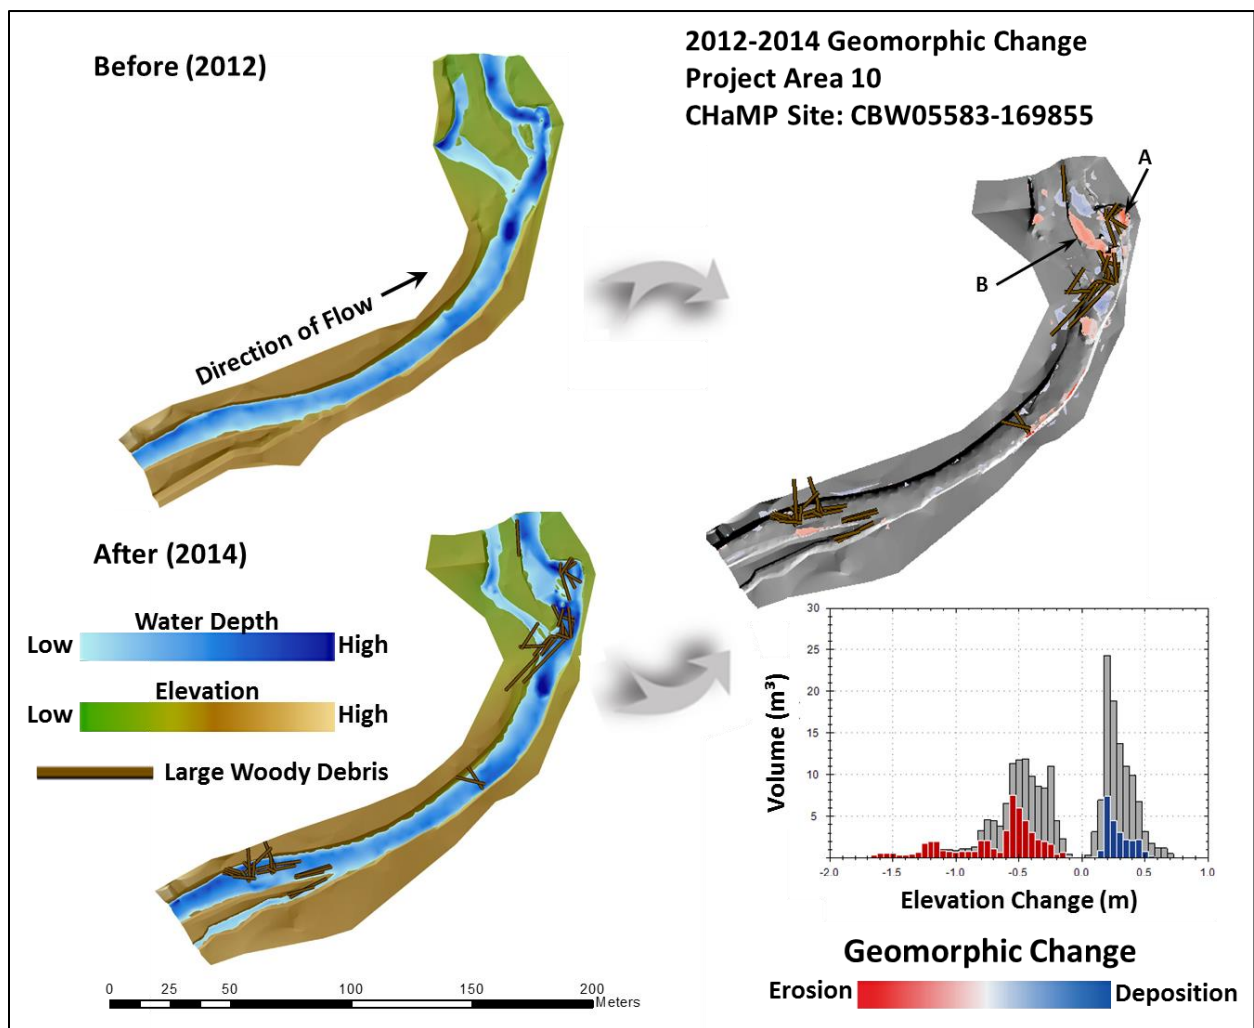 Before (2012)
2012-2014 Geomorphic Change
Project Area 10
CHaMP Site: CBW05583-169855
A
B
Direction of Flow
After (2014)
Water Depth
Low
High
Elevation
Low
High
Large Woody Debris
0
25
50
100
150
200
Meters
30
25
20
15
10
5
Volume (m³)
-2.0
-1.5
-1.0
-0.5
0.0
0.5
1.0
Elevation Change (m)
Geomorphic Change
Erosion
Deposition